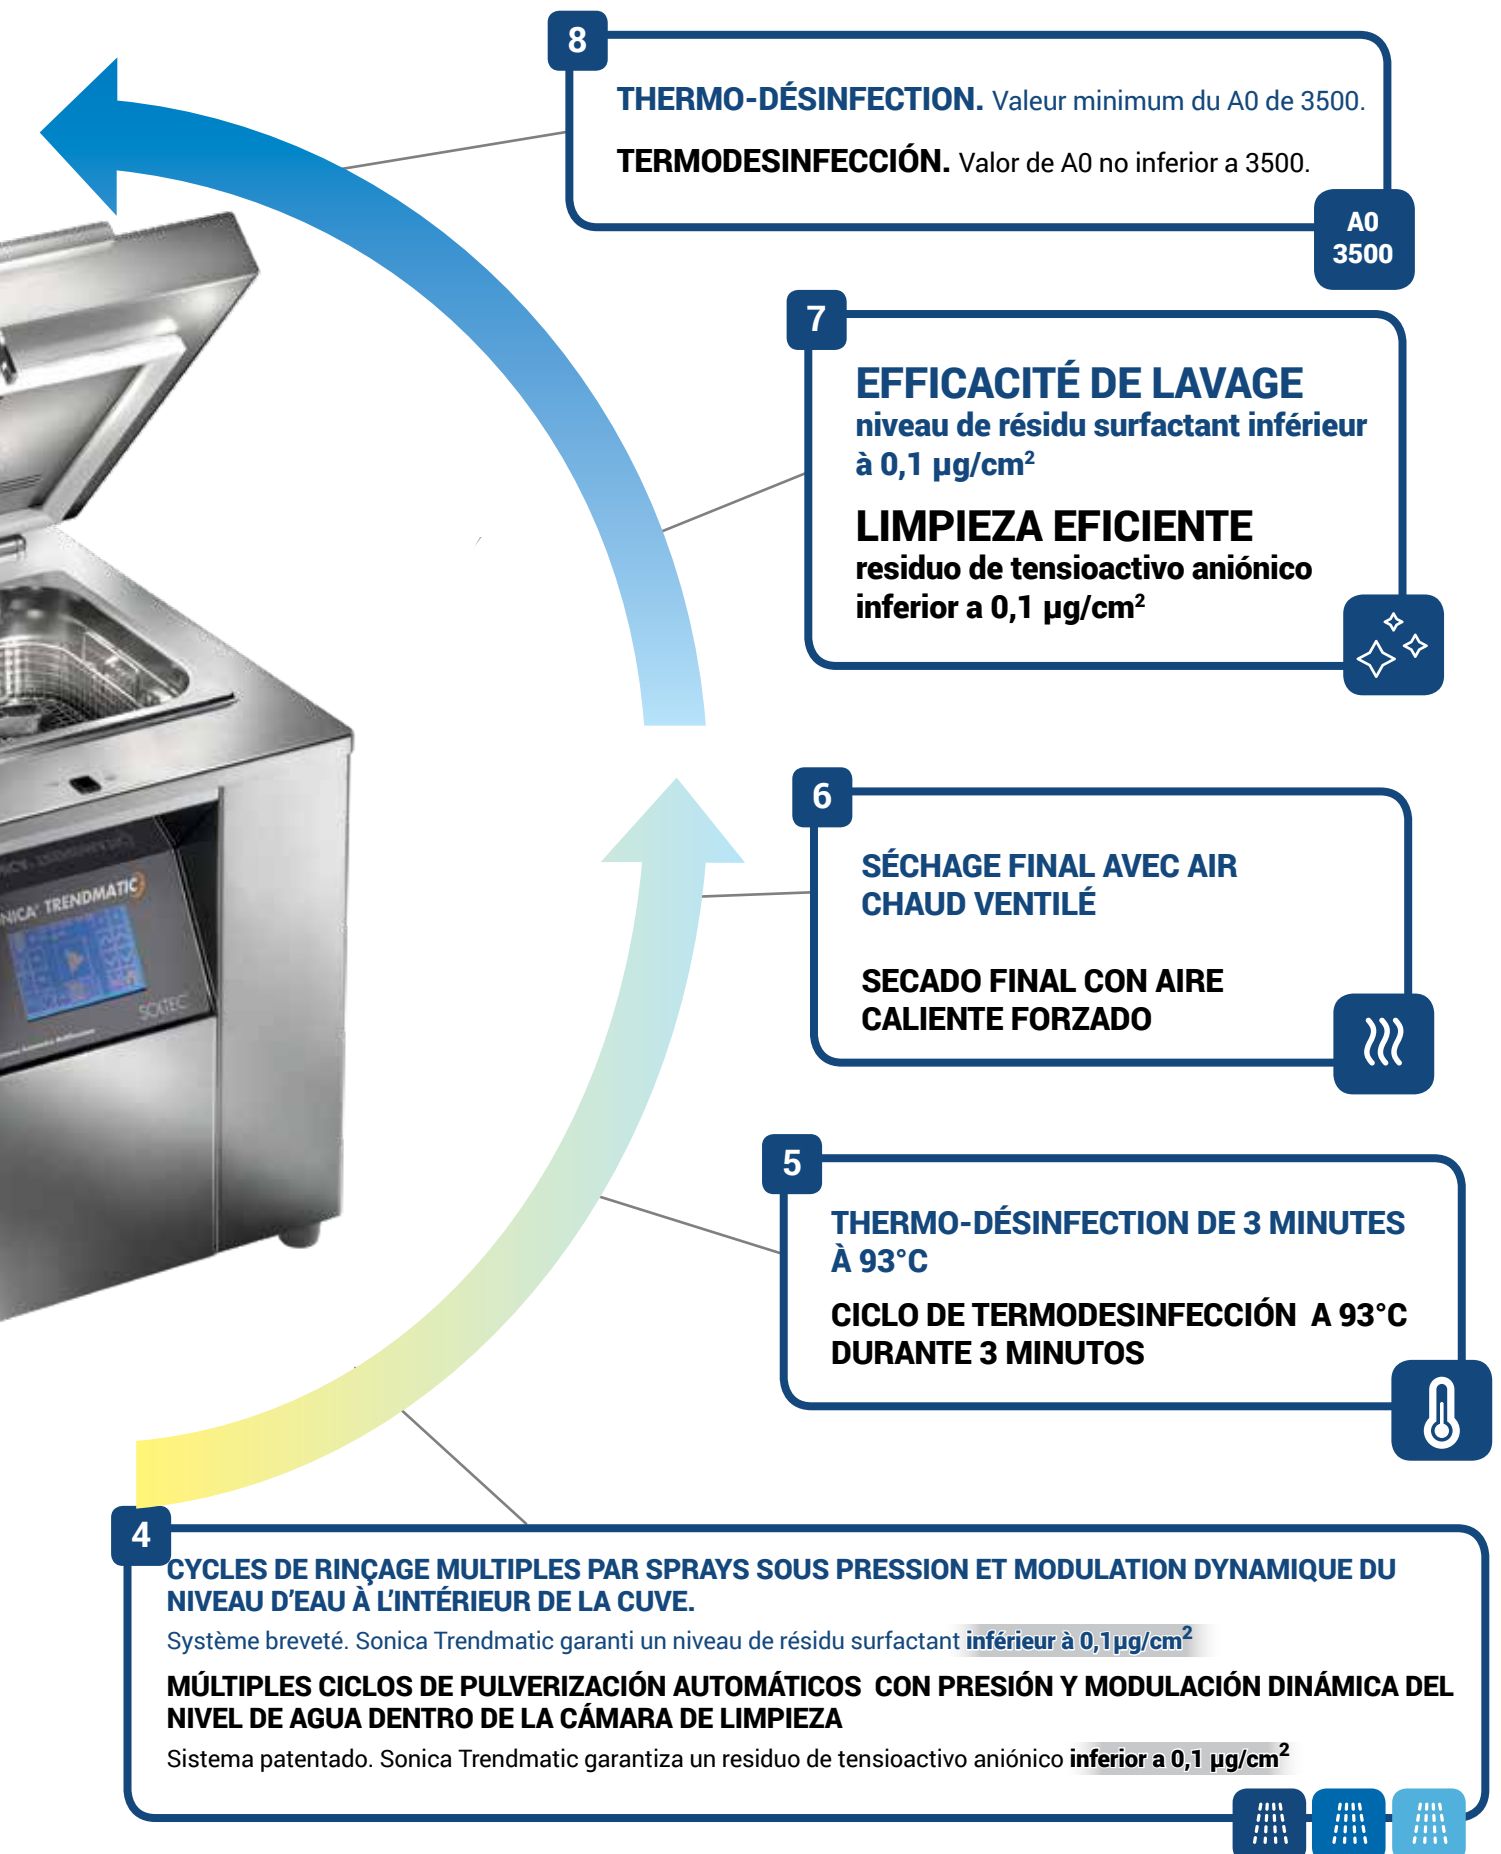 8
THERMO-DÉSINFECTION. Valeur minimum du A0 de 3500.
TERMODESINFECCIÓN. Valor de A0 no inferior a 3500.
A0
3500
7
EFFICACITÉ DE LAVAGE
niveau de résidu surfactant inférieur
à 0,1 µg/cm²
LIMPIEZA EFICIENTE
residuo de tensioactivo aniónico
inferior a 0,1 µg/cm²
6
SÉCHAGE FINAL AVEC AIR
CHAUD VENTILÉ
SECADO FINAL CON AIRE
CALIENTE FORZADO
TRENDMATIC
SOLTEC
5
THERMO-DÉSINFECTION DE 3 MINUTES
À 93°C
CICLO DE TERMODESINFECCIÓN A 93°C
DURANTE 3 MINUTOS
4
CYCLES DE RINÇAGE MULTIPLES PAR SPRAYS SOUS PRESSION ET MODULATION DYNAMIQUE DU
NIVEAU D'EAU À L'INTÉRIEUR DE LA CUVE.
Système breveté. Sonica Trendmatic garanti un niveau de résidu surfactant inférieur à 0,1µg/cm²
MÚLTIPLES CICLOS DE PULVERIZACIÓN AUTOMÁTICOS CON PRESIÓN Y MODULACIÓN DINÁMICA DEL
NIVEL DE AGUA DENTRO DE LA CÁMARA DE LIMPIEZA
Sistema patentado. Sonica Trendmatic garantiza un residuo de tensioactivo aniónico inferior a 0,1 µg/cm²